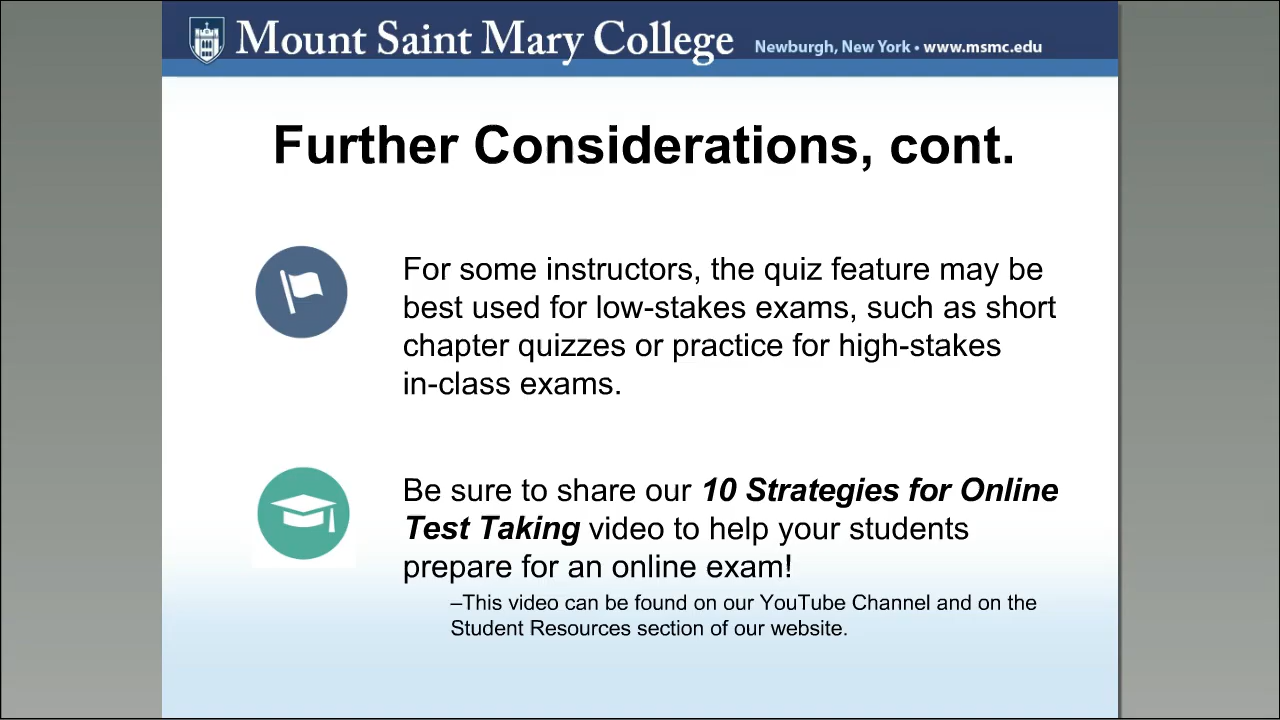 Mount Saint Mary College Newburgh, New York • www.msmc.edu
Further Considerations, cont.
For some instructors, the quiz feature may be
best used for low-stakes exams, such as short
chapter quizzes or practice for high-stakes
in-class exams.
Be sure to share our 10 Strategies for Online
Test Taking video to help your students
prepare for an online exam!
–This video can be found on our YouTube Channel and on the
Student Resources section of our website.